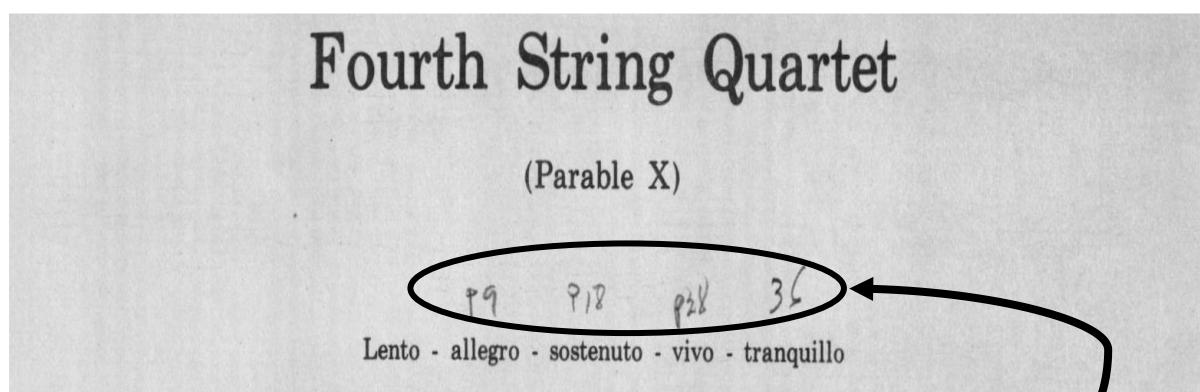 Fourth String Quartet
(Parable X)
p9 p18 p28 36
Lento - allegro - sostenuto - vivo - tranquillo